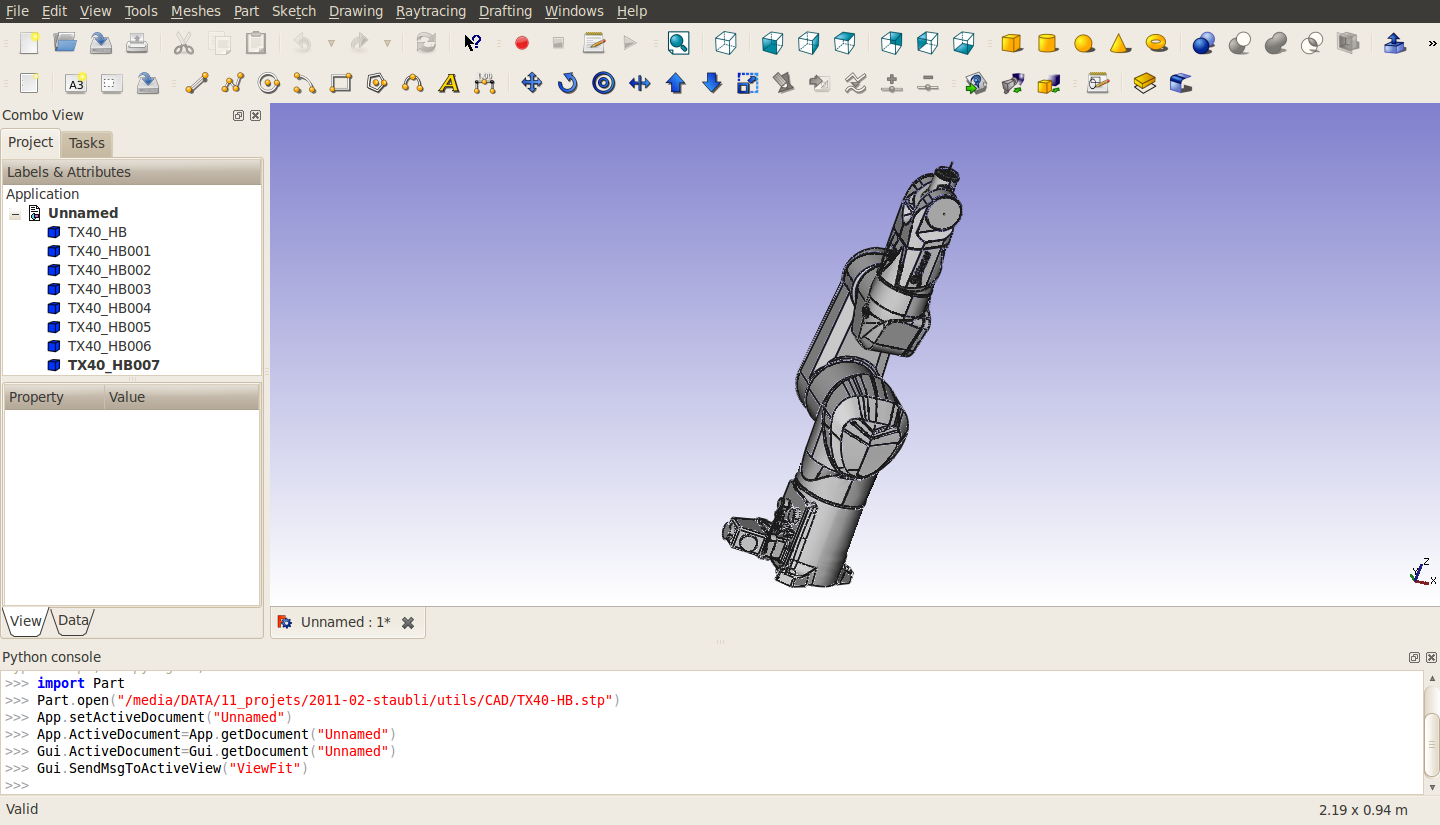 File Edit View Tools Meshes Part Sketch Drawing Raytracing Drafting Windows Help
A3
Combo View
Project Tasks
Labels & Attributes
Application
Unnamed
TX40_HB
TX40_HB001
TX40_HB002
TX40_HB003
TX40_HB004
TX40_HB005
TX40_HB006
TX40_HB007
Property Value
View Data
Z
X
Unnamed : 1*
Python console
>>> import Part
>>> Part.open("/media/DATA/11_projets/2011-02-staubli/utils/CAD/TX40-HB.stp")
>>> App.setActiveDocument("Unnamed")
>>> App.ActiveDocument=App.getDocument("Unnamed")
>>> Gui.ActiveDocument=Gui.getDocument("Unnamed")
>>> Gui.SendMsgToActiveView("ViewFit")
>>>
Valid 2.19 x 0.94 m